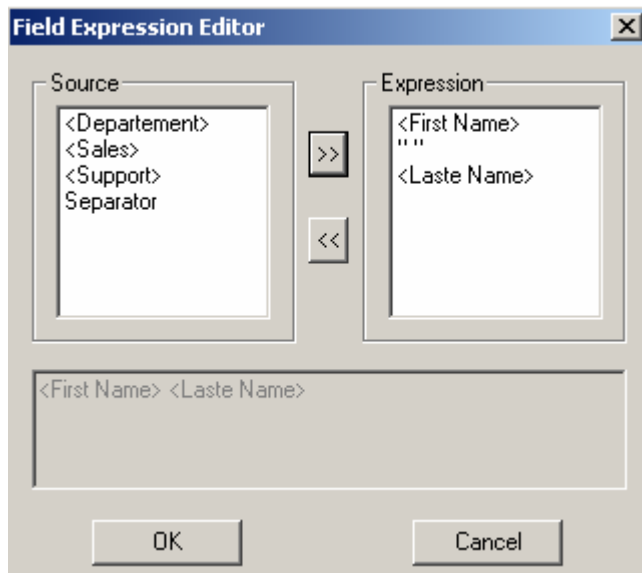 Field Expression Editor
Source
<Departement>
<Sales>
<Support>
Separator
>>
<<
Expression
<First Name>
" "
<Laste Name>
<First Name> <Laste Name>
OK
Cancel